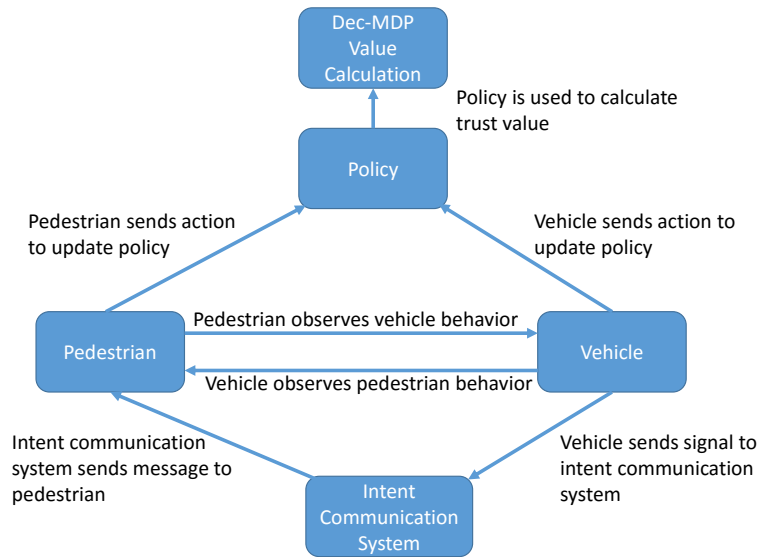 Dec-MDP
Value
Calculation
Policy is used to calculate
trust value
Policy
Pedestrian sends action
to update policy
Vehicle sends action to
update policy
Pedestrian observes vehicle behavior
Pedestrian
Vehicle
Vehicle observes pedestrian behavior
Intent communication
system sends message to
pedestrian
Vehicle sends signal to
intent communication
system
Intent
Communication
System